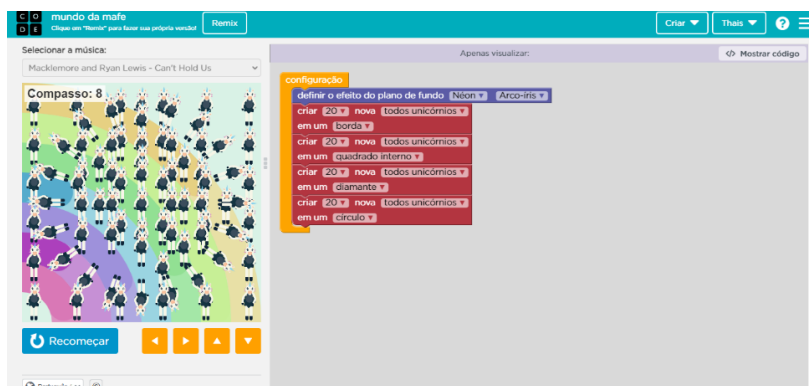 C O
D E
mundo da mafe
Clique em "Remix" para fazer sua própria versão!
Remix
Criar
Thais
?
Selecionar a música:
Macklemore and Ryan Lewis - Can't Hold Us
Compasso: 8
Recomeçar
Apenas visualizar:
</> Mostrar código
configuração
definir o efeito do plano de fundo Néon Arco-íris
criar 20 nova todos unicórnios
em um borda
criar 20 nova todos unicórnios
em um quadrado interno
criar 20 nova todos unicórnios
em um diamante
criar 20 nova todos unicórnios
em um círculo